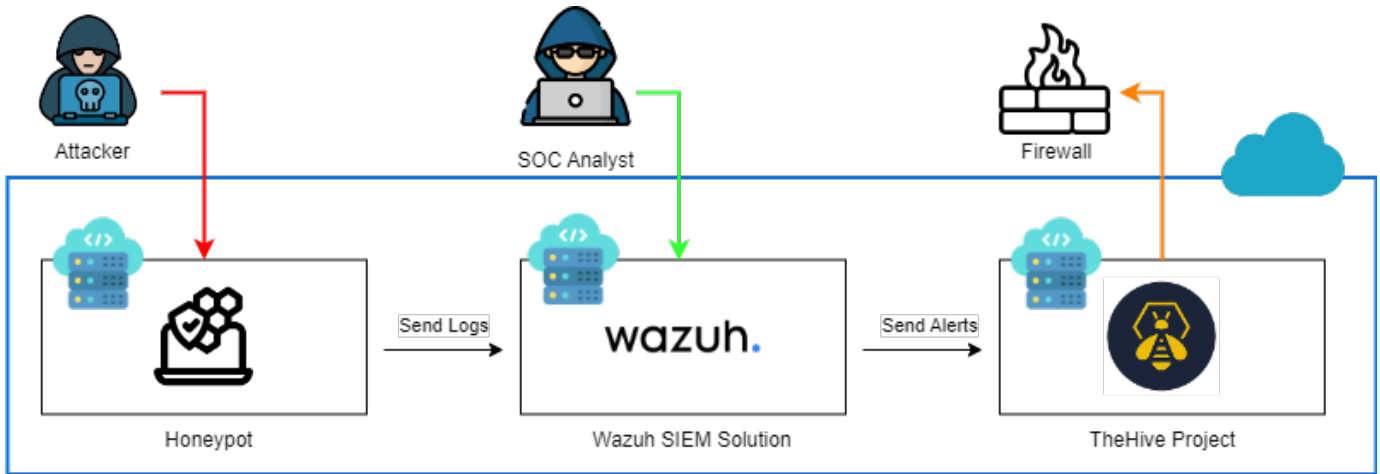 Attacker
SOC Analyst
Firewall
</>
</>
</>
Send Logs
wazuh.
Send Alerts
Honeypot
Wazuh SIEM Solution
TheHive Project